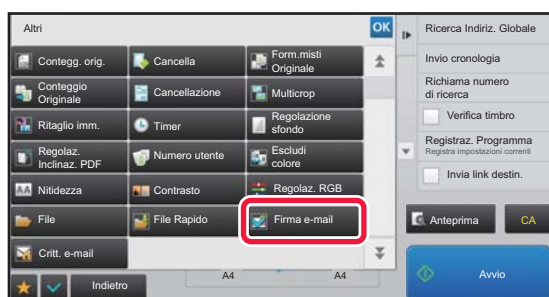 Altri
OK
Contegg. orig.
Cancella
Form.misti
Originale
Conteggio
Originale
Cancellazione
Multicrop
Ritaglio imm.
Timer
Regolazione
sfondo
Regolaz.
Inclinaz. PDF
Numero utente
Escludi
colore
Nitidezza
Contrasto
Regolaz. RGB
File
File Rapido
Firma e-mail
Critt. e-mail
Indietro
A4
A4
Ricerca Indiriz. Globale
Invio cronologia
Richiama numero
di ricerca
Verifica timbro
Registraz. Programma
Registra impostazioni correnti
Invia link destin.
Anteprima
CA
Avvio